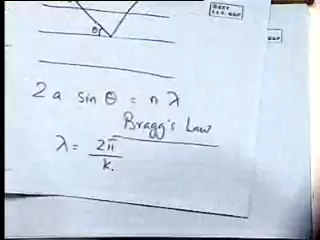 θ
2 a sin θ = n λ
Bragg's Law
λ = 2π / k.